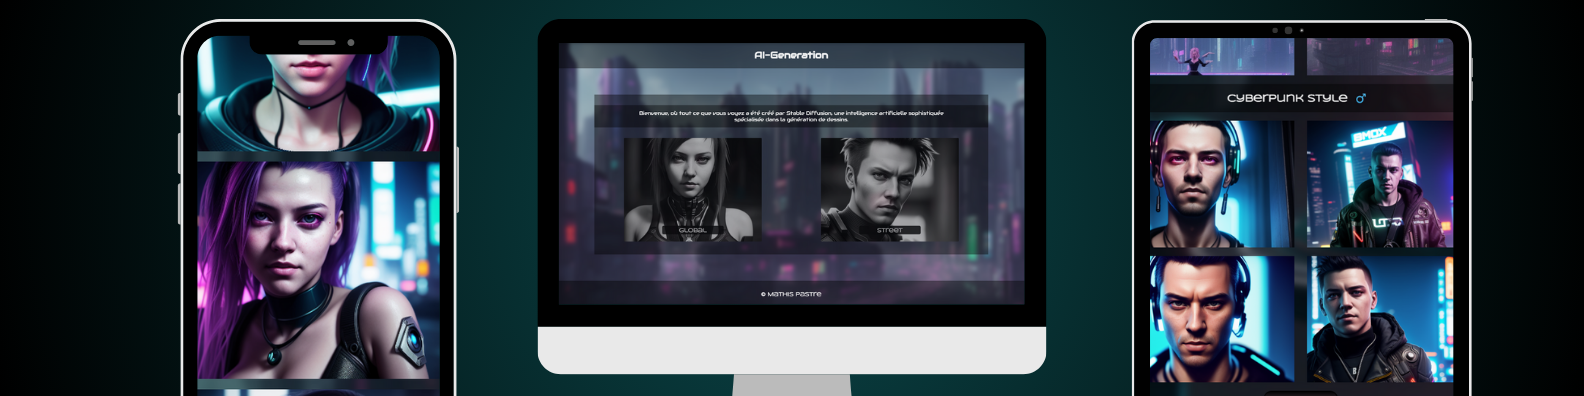 AI-Generation
Bienvenue, où tout ce que vous voyez a été créé par Stable Diffusion, une intelligence artificielle sophistiquée
spécialisée dans la génération de dessins.
GLOBAL
STREET
© MATHIS PASTRE
CYBERPUNK STYLE ♂